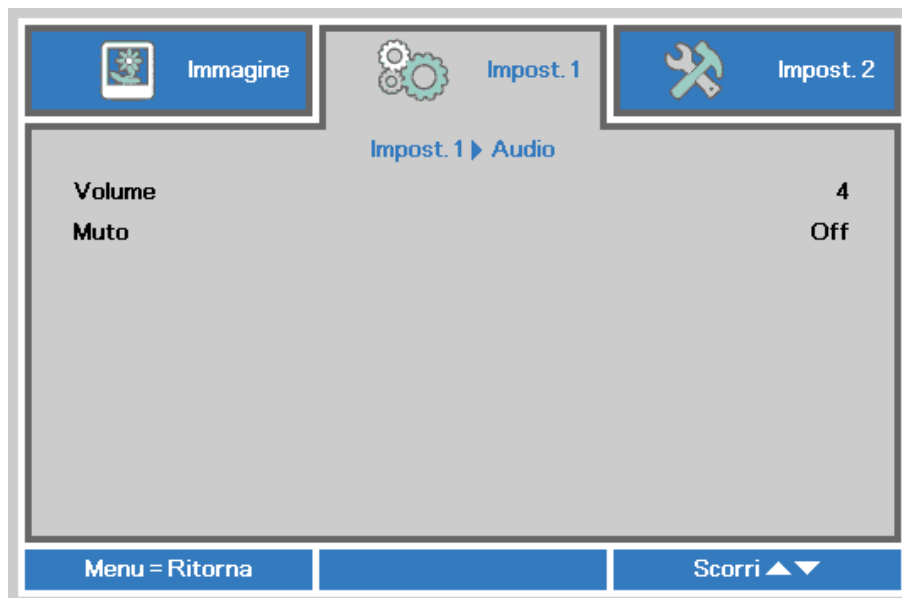 Immagine
Impost. 1
Impost. 2
Impost. 1 ▶ Audio
Volume 4
Muto Off
Menu = Ritorna
Scorri ▲▼